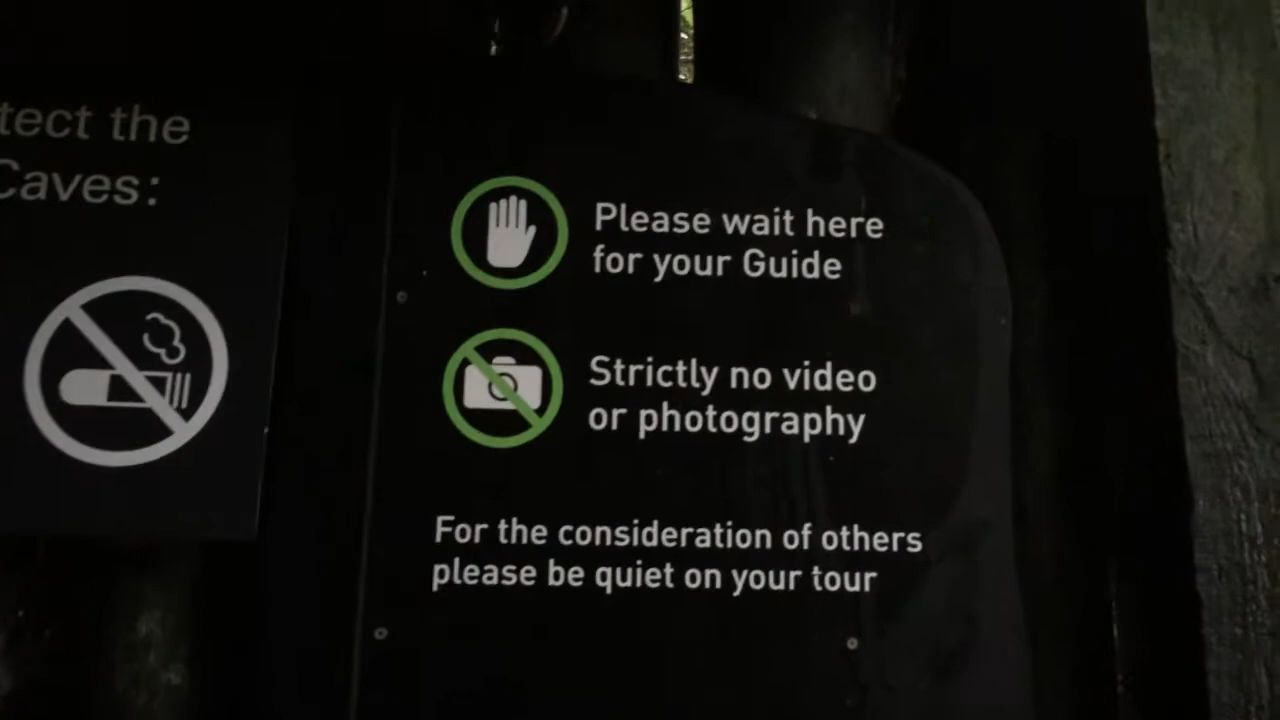 the
Caves:
Please wait here
for your Guide
Strictly no video
or photography
For the consideration of others
please be quiet on your tour